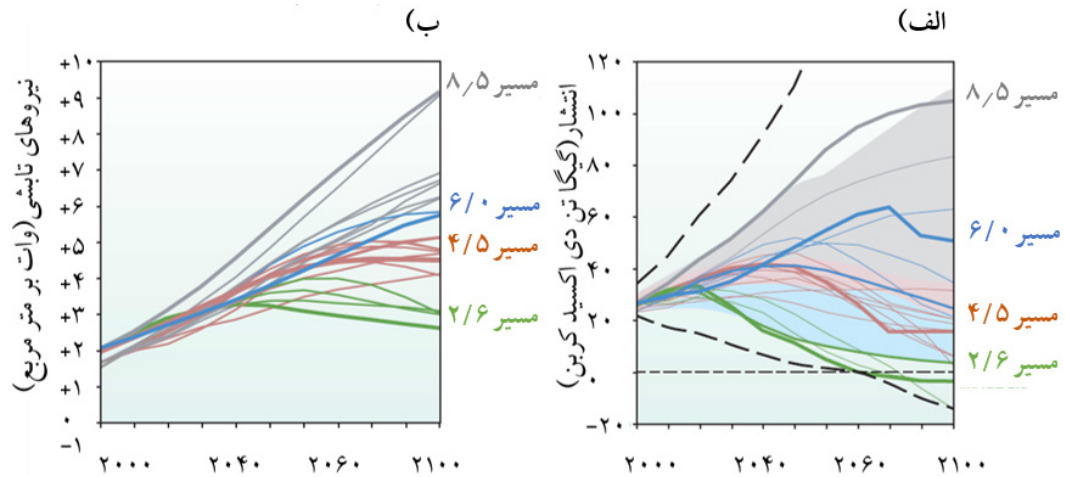 الف)
انتشار(گیگا تن دی اکسید کربن)
۱۲۰
۱۰۰
۸۰
۶۰
۴۰
۲۰
۰
−۲۰
۲۰۰۰ ۲۰۴۰ ۲۰۶۰ ۲۱۰۰
مسیر ۸٫۵
مسیر ۶/۰
مسیر ۴/۵
مسیر ۲/۶
ب)
نیروهای تابشی(وات بر متر مربع)
+۱۰
+۹
+۸
+۷
+۶
+۵
+۴
+۳
+۲
+۱
۰
−۱
۲۰۰۰ ۲۰۴۰ ۲۰۶۰ ۲۱۰۰
مسیر ۸٫۵
مسیر ۶/۰
مسیر ۴/۵
مسیر ۲/۶